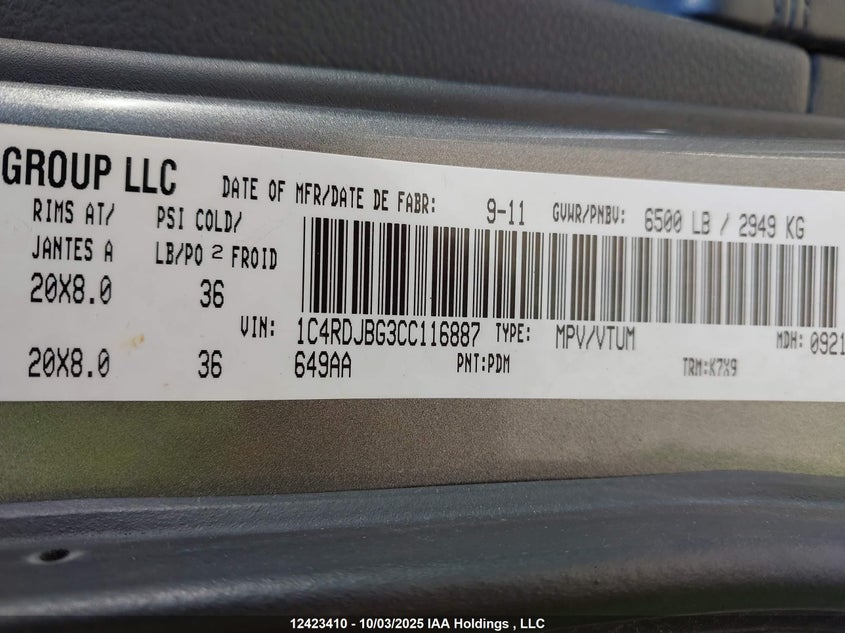 GROUP LLC DATE OF MFR/DATE DE FABR: 9-11 GVWR/PNBV: 6500 LB / 2949 KG
RIMS AT/ PSI COLD/
JANTES A LB/PO 2 FROID
20X8.0 36
VIN: 1C4RDJBG3CC116887 TYPE: MPV/VTUM MDH: 0921
20X8.0 36 649AA PNT:PDM TRM:K7X9
12423410 - 10/03/2025 IAA Holdings , LLC